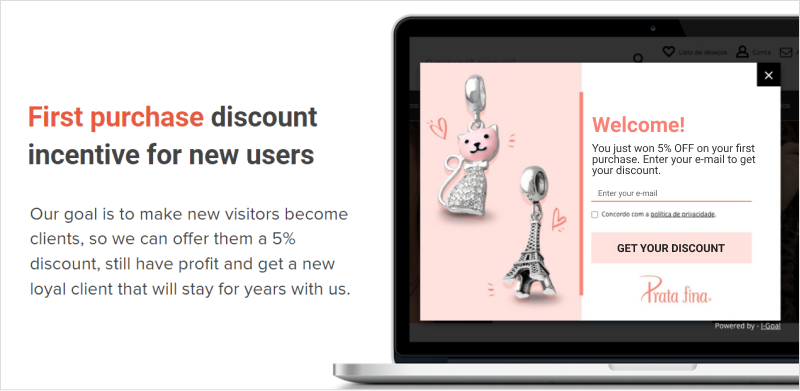 First purchase discount
incentive for new users
Our goal is to make new visitors become
clients, so we can offer them a 5%
discount, still have profit and get a new
loyal client that will stay for years with us.
Lista de desejos
Conta
Welcome!
You just won 5% OFF on your first
purchase. Enter your e-mail to get
your discount.
Enter your e-mail
Concordo com a política de privacidade.
GET YOUR DISCOUNT
Prata fina
Powered by - I-Goal